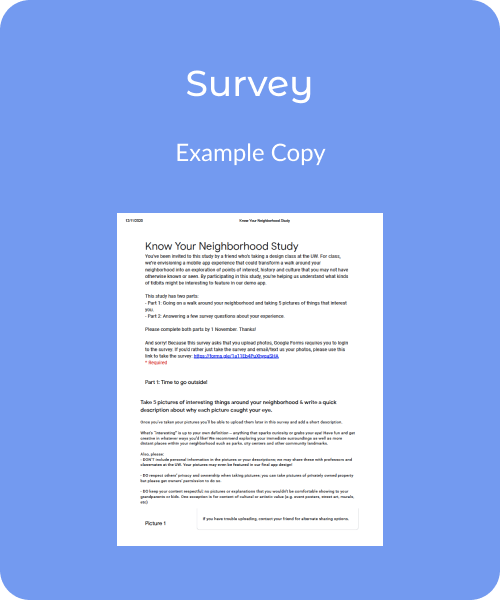 Survey
Example Copy
12/11/2020 Know Your Neighborhood Study
Know Your Neighborhood Study
You've been invited to this study by a friend who's taking a design class at the UW. For class,
we're envisioning a mobile app experience that could transform a walk around your
neighborhood into an exploration of points of interest, history and culture that you may not have
otherwise known or seen. By participating in this study, you're helping us understand what kinds
of tidbits might be interesting to feature in our demo app.
This study has two parts:
- Part 1: Going on a walk around your neighborhood and taking 5 pictures of things that interest
you.
- Part 2: Answering a few survey questions about your experience.
Please complete both parts by 1 November. Thanks!
And sorry! Because this survey asks that you upload photos, Google Forms requires you to login
to the survey. If you'd rather just take the survey and email/text us your photos, please use this
link to take the survey:
* Required
Part 1: Time to go outside!
Take 5 pictures of interesting things around your neighborhood & write a quick
description about why each picture caught your eye.
Once you've taken your pictures you'll be able to upload them later in this survey and add a short description.
What's "interesting" is up to your own definition -- anything that sparks curiosity or grabs your eye! Have fun and get
creative in whatever ways you'd like! We recommend exploring your immediate surroundings as well as more
distant places within your neighborhood such as parks, city centers and other community landmarks.
Also, please:
- DON'T include personal information in the pictures or your descriptions; we may share these with professors and
classmates at the UW. Your pictures may even be featured in our final app design!
- DO respect others' privacy and ownership when taking pictures; you can take pictures of privately owned property
but please get owners' permission to do so.
- DO keep your content respectful: no pictures or explanations that you wouldn't be comfortable showing to your
grandparents or kids. One exception is for content of cultural or artistic value (e.g. event posters, street art, murals,
etc).
Picture 1
If you have trouble uploading, contact your friend for alternate sharing options.